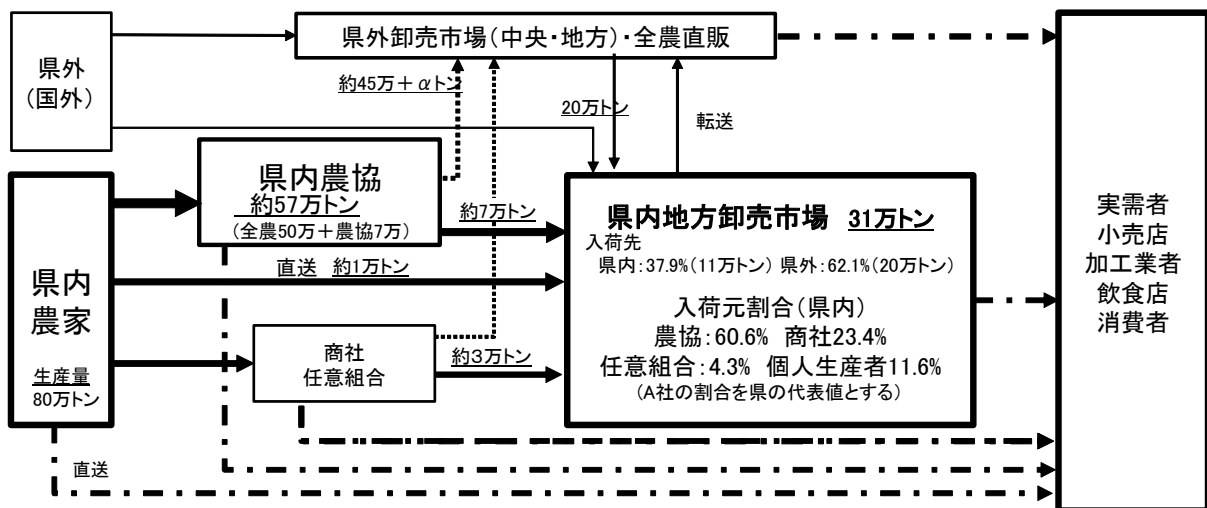 県外卸売市場(中央・地方)・全農直販
県外
(国外)
約45万+αトン
20万トン
転送
県内農協
約57万トン
(全農50万+農協7万)
約7万トン
県内地方卸売市場 31万トン
入荷先
県内:37.9%(11万トン) 県外:62.1%(20万トン)
入荷元割合(県内)
農協:60.6% 商社23.4%
任意組合:4.3% 個人生産者11.6%
(A社の割合を県の代表値とする)
直送 約1万トン
県内
農家
生産量
80万トン
商社
任意組合
約3万トン
直送
実需者
小売店
加工業者
飲食店
消費者